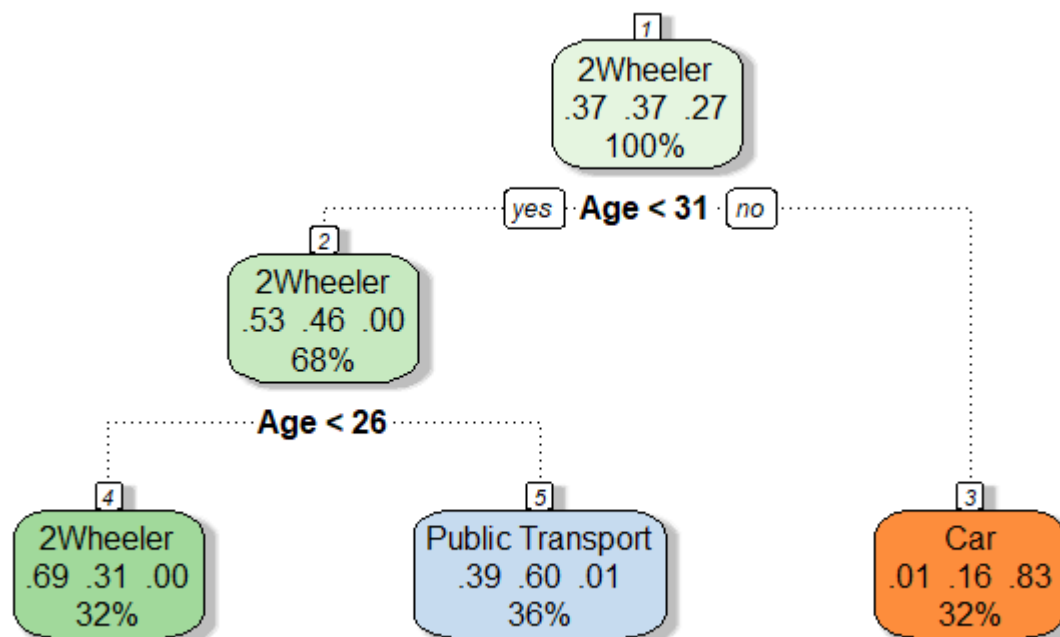 1
2Wheeler
.37 .37 .27
100%
yes Age < 31 no
2
2Wheeler
.53 .46 .00
68%
Age < 26
4
2Wheeler
.69 .31 .00
32%
5
Public Transport
.39 .60 .01
36%
3
Car
.01 .16 .83
32%